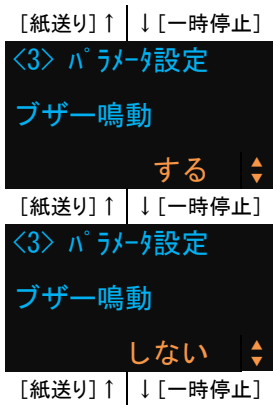 [紙送り]↑ ↓[一時停止]
<3> ﾊﾟﾗﾒｰﾀ設定
ブザー鳴動
する
[紙送り]↑ ↓[一時停止]
<3> ﾊﾟﾗﾒｰﾀ設定
ブザー鳴動
しない
[紙送り]↑ ↓[一時停止]